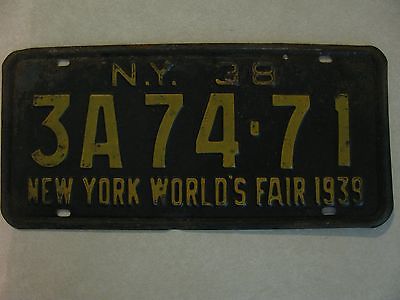 N.Y. 38
3A74-71
NEW YORK WORLD'S FAIR 1939